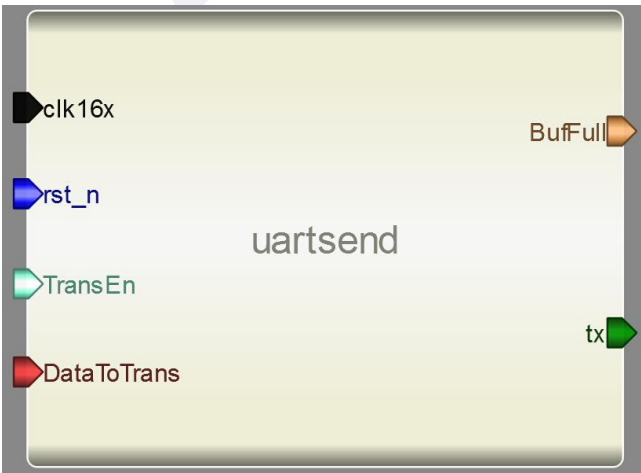 clk16x
BufFull
rst_n
uartsend
TransEn
tx
DataToTrans